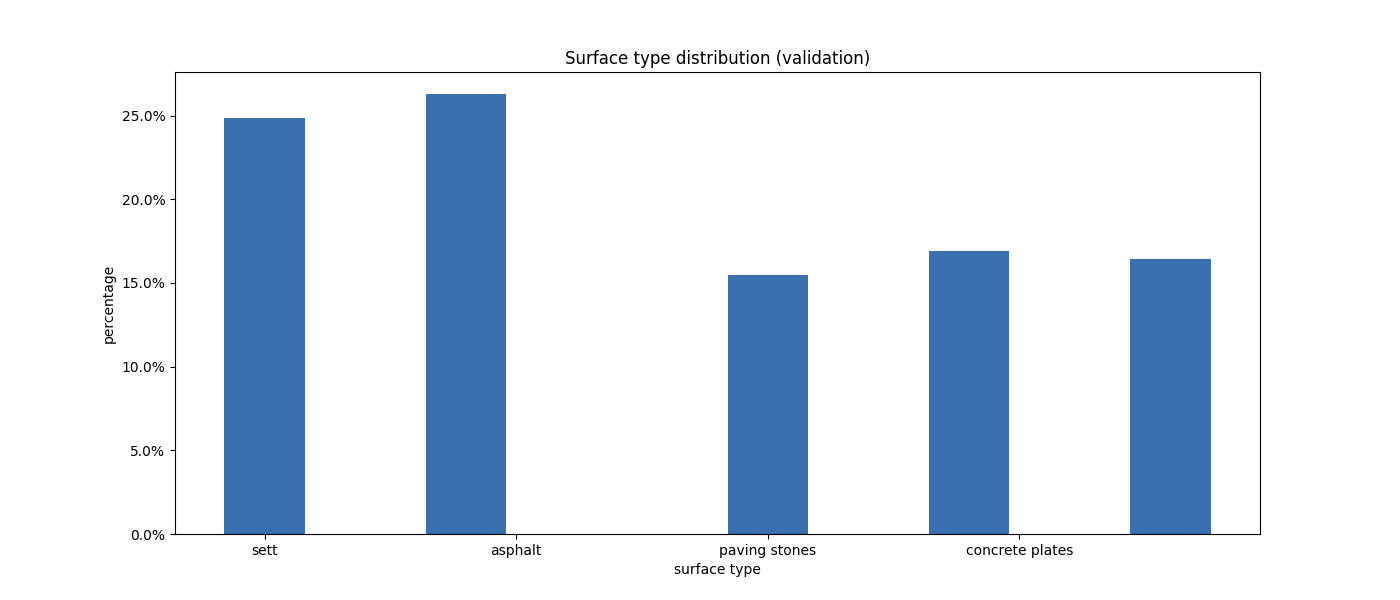 Surface type distribution (validation)
25.0%
20.0%
15.0%
10.0%
5.0%
0.0%
percentage
sett asphalt paving stones concrete plates
surface type